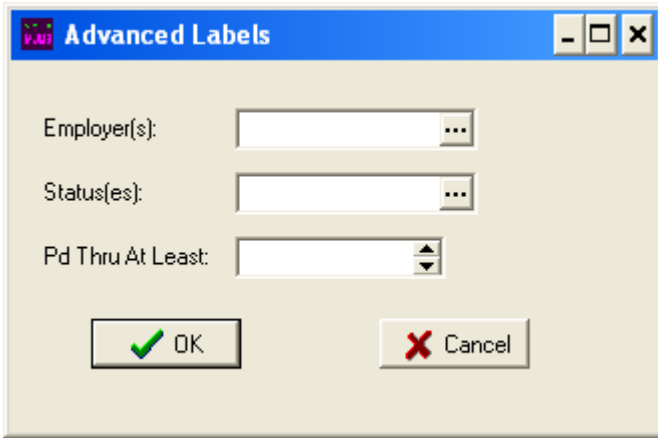 Advanced Labels
Employer(s):
...
Status(es):
...
Pd Thru At Least:
OK
Cancel